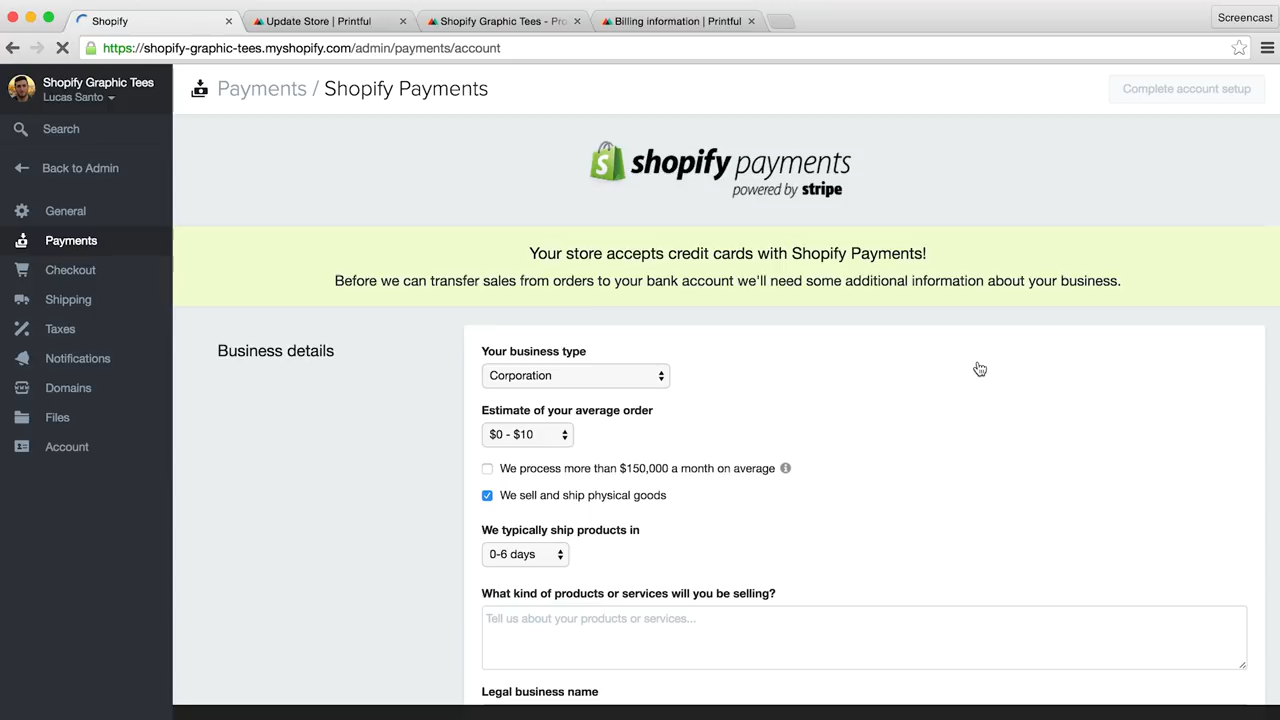 Shopify
Update Store | Printful
Shopify Graphic Tees - Pro
Billing information | Printful
Screencast
https://shopify-graphic-tees.myshopify.com/admin/payments/account
Shopify Graphic Tees
Lucas Santo
Payments / Shopify Payments
Complete account setup
Search
Back to Admin
General
Payments
Checkout
Shipping
Taxes
Notifications
Domains
Files
Account
shopify payments
powered by stripe
Your store accepts credit cards with Shopify Payments!
Before we can transfer sales from orders to your bank account we'll need some additional information about your business.
Business details
Your business type
Corporation
Estimate of your average order
$0 - $10
We process more than $150,000 a month on average
We sell and ship physical goods
We typically ship products in
0-6 days
What kind of products or services will you be selling?
Tell us about your products or services...
Legal business name